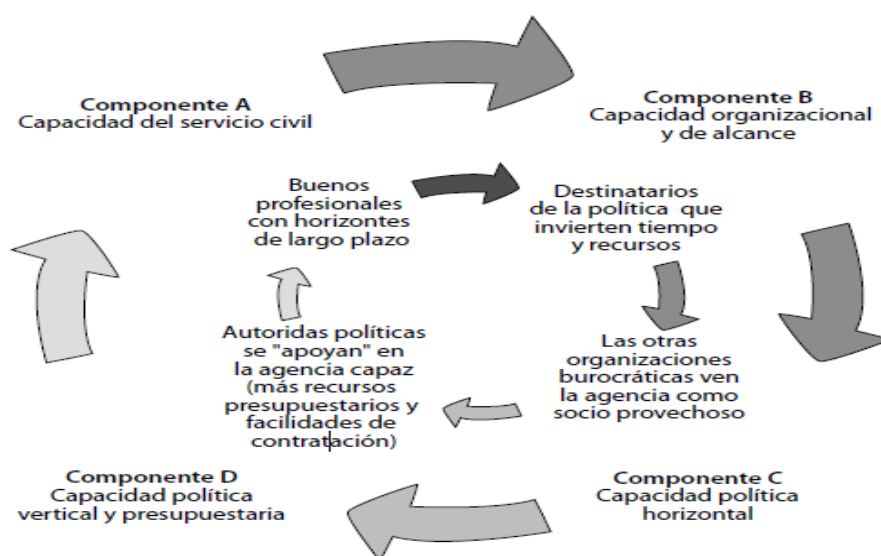 Componente A
Capacidad del servicio civil
Componente B
Capacidad organizacional
y de alcance
Buenos
profesionales
con horizontes
de largo plazo
Destinatarios
de la política que
invierten tiempo
y recursos
Autoridas políticas
se "apoyan" en
la agencia capaz
(más recursos
presupuestarios y
facilidades de
contratación)
Las otras
organizaciones
burocráticas ven
la agencia como
socio provechoso
Componente D
Capacidad política
vertical y presupuestaria
Componente C
Capacidad política
horizontal